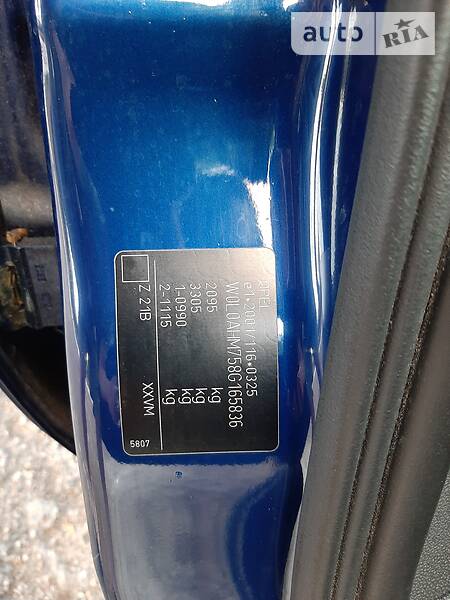 auto RIA
OPEL
e1*2001/116*0325
W0L0AHM758G165836
2095 kg
3305 kg
1-0990 kg
2-1115 kg
Z 21B XXVM
5807